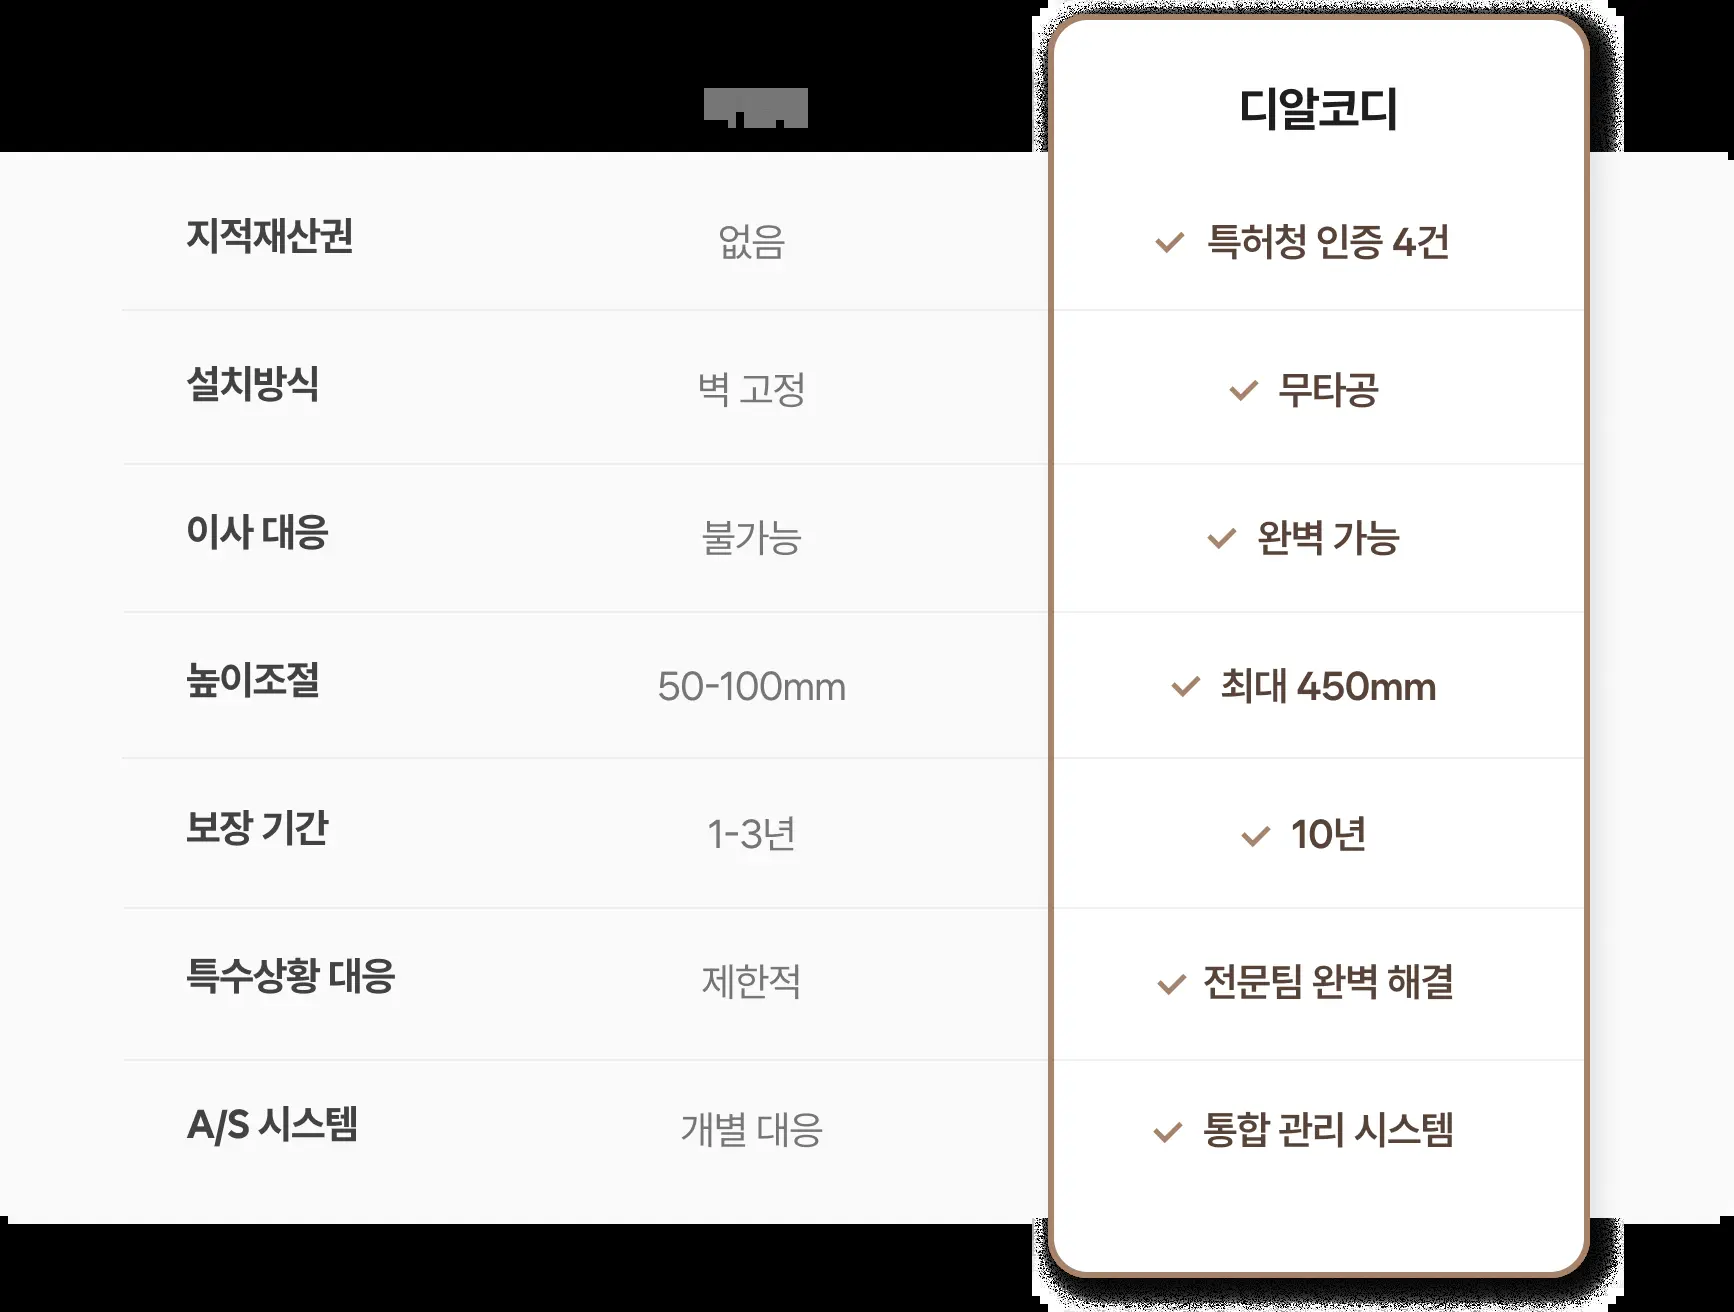 디알코디
지적재산권 없음 특허청 인증 4건
설치방식 벽 고정 무타공
이사 대응 불가능 완벽 가능
높이조절 50-100mm 최대 450mm
보장 기간 1-3년 10년
특수상황 대응 제한적 전문팀 완벽 해결
A/S 시스템 개별 대응 통합 관리 시스템